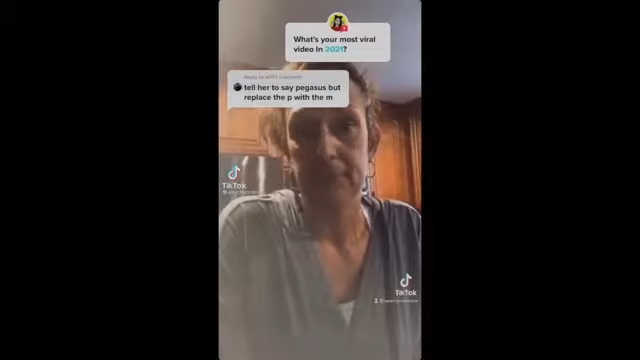 What's your most viral
video In 2021?
tell her to say pegasus but
replace the p with the m
TikTok
TikTok